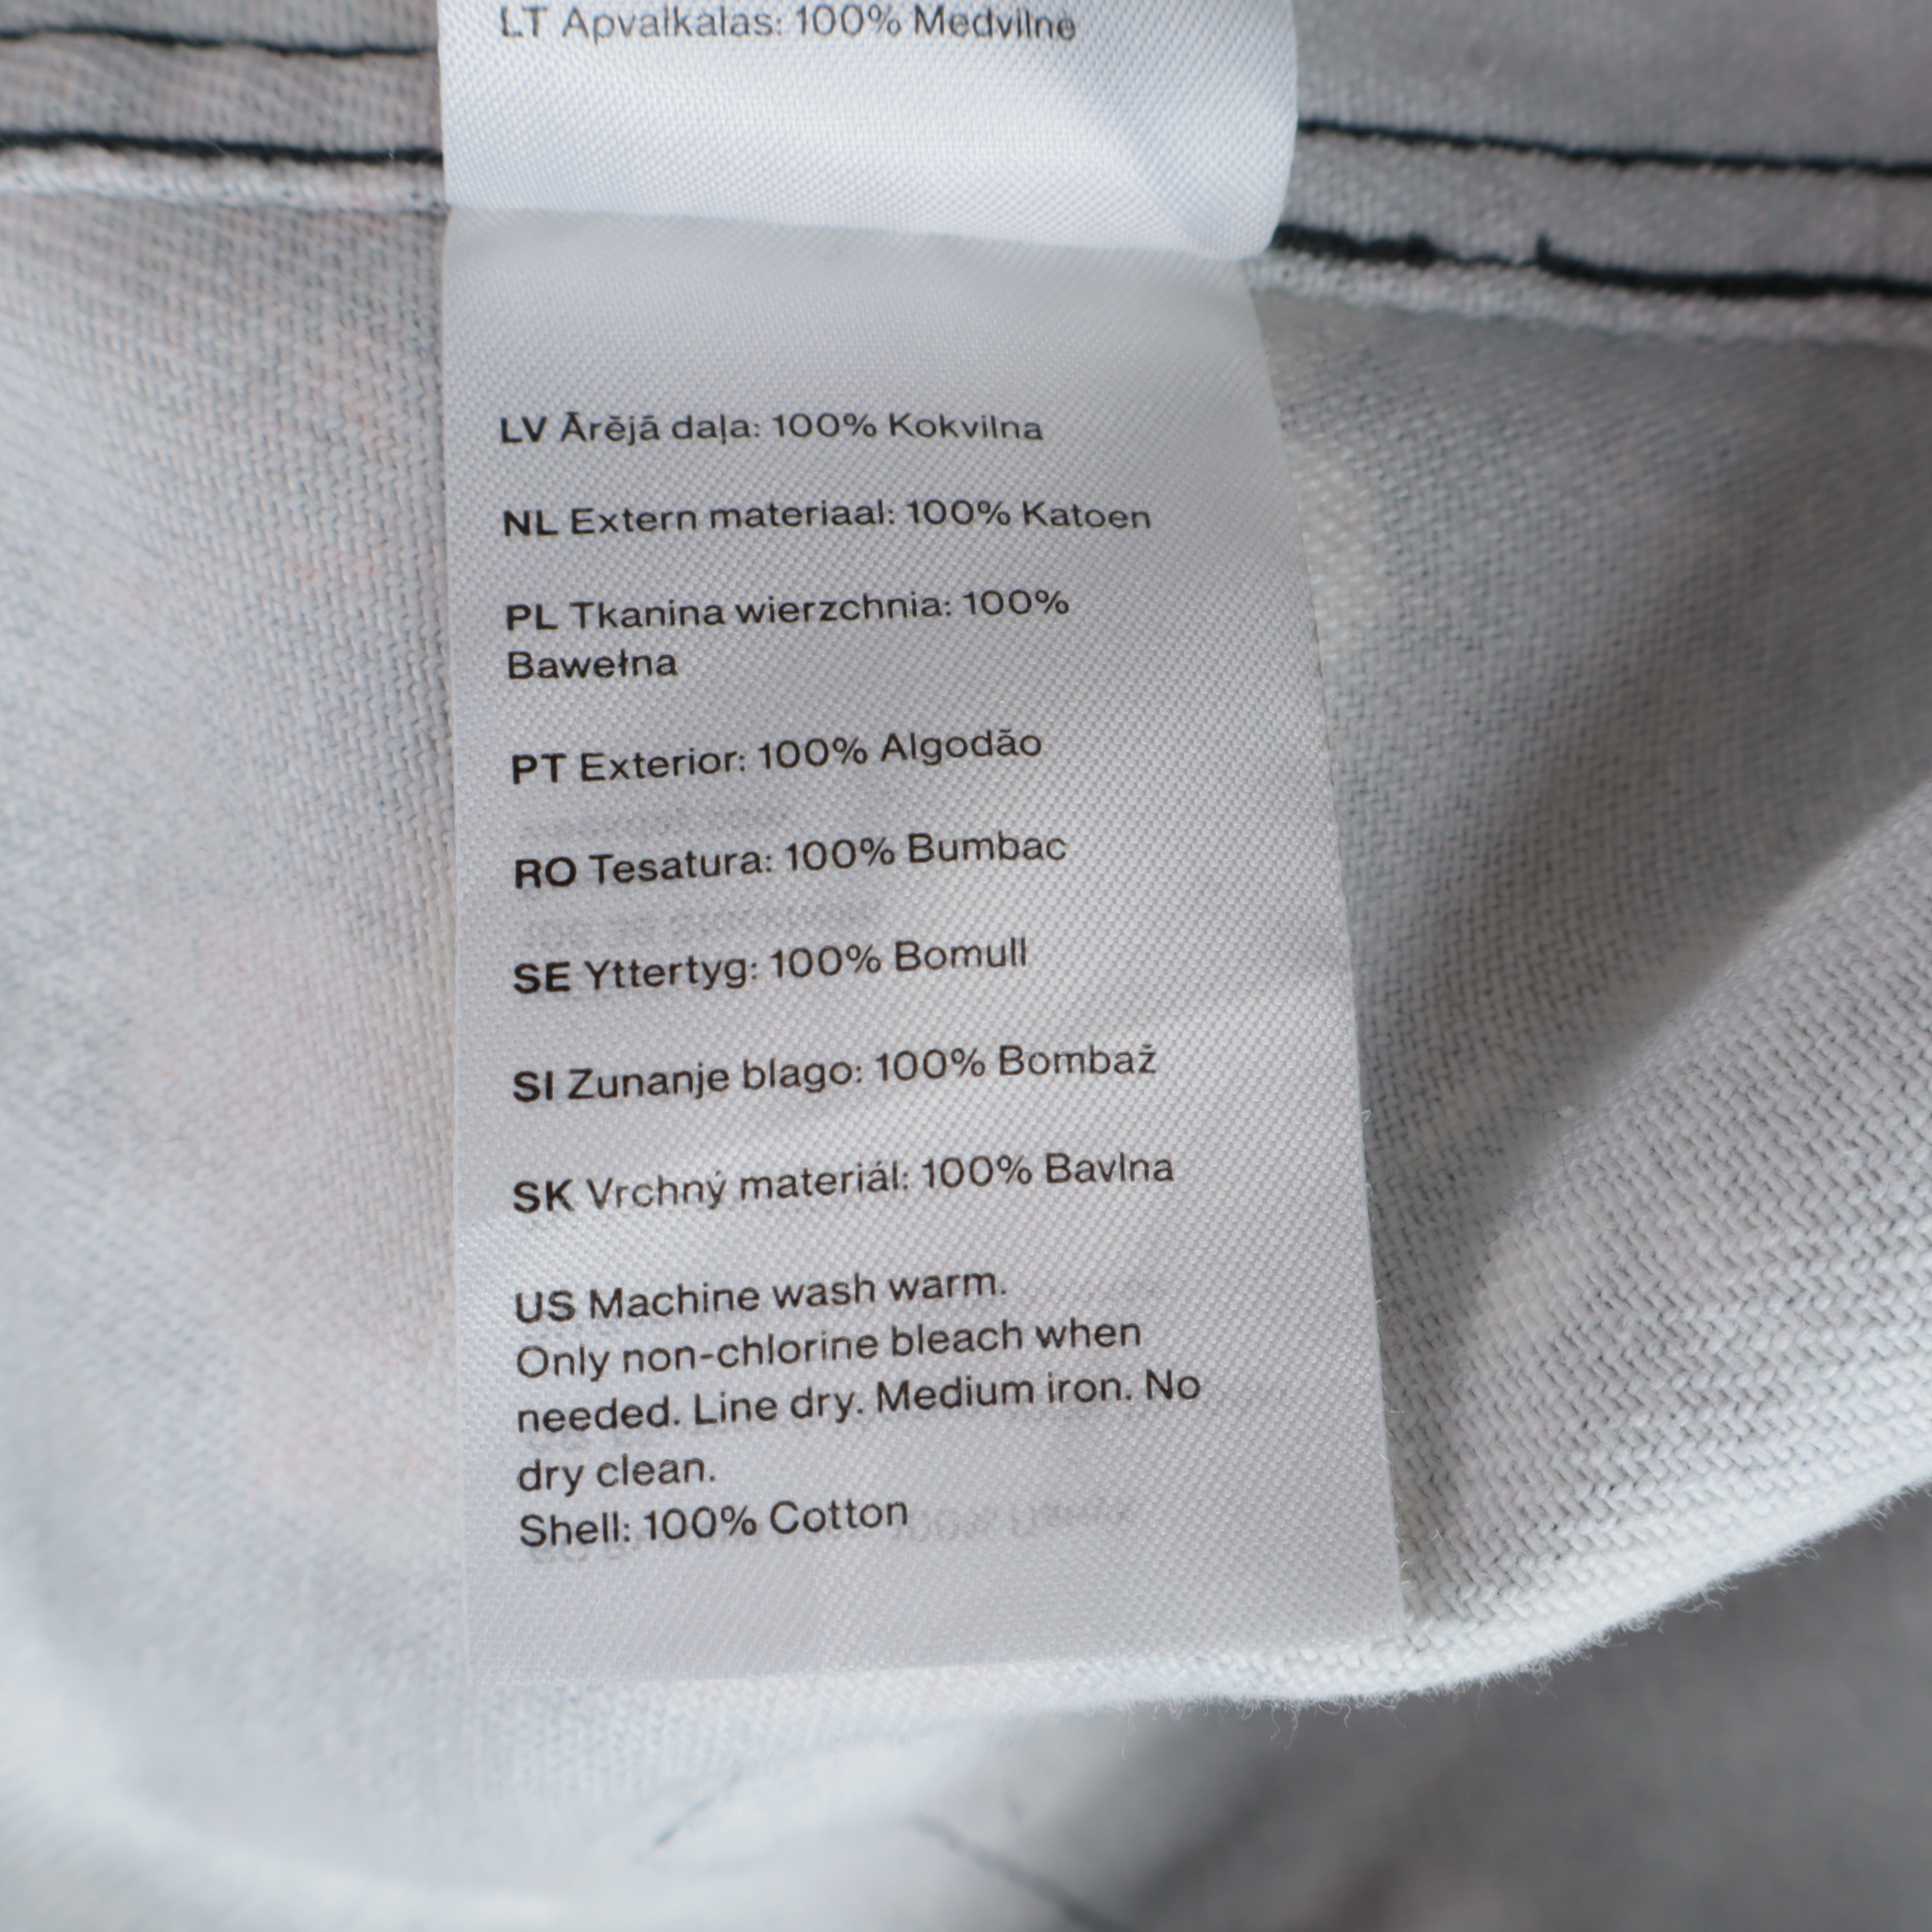 LT Apvalkalas: 100% Medvilnė
LV Ārējā daļa: 100% Kokvilna
NL Extern materiaal: 100% Katoen
PL Tkanina wierzchnia: 100%
Bawełna
PT Exterior: 100% Algodão
RO Tesatura: 100% Bumbac
SE Yttertyg: 100% Bomull
SI Zunanje blago: 100% Bombaž
SK Vrchný materiál: 100% Bavlna
US Machine wash warm.
Only non-chlorine bleach when
needed. Line dry. Medium iron. No
dry clean.
Shell: 100% Cotton